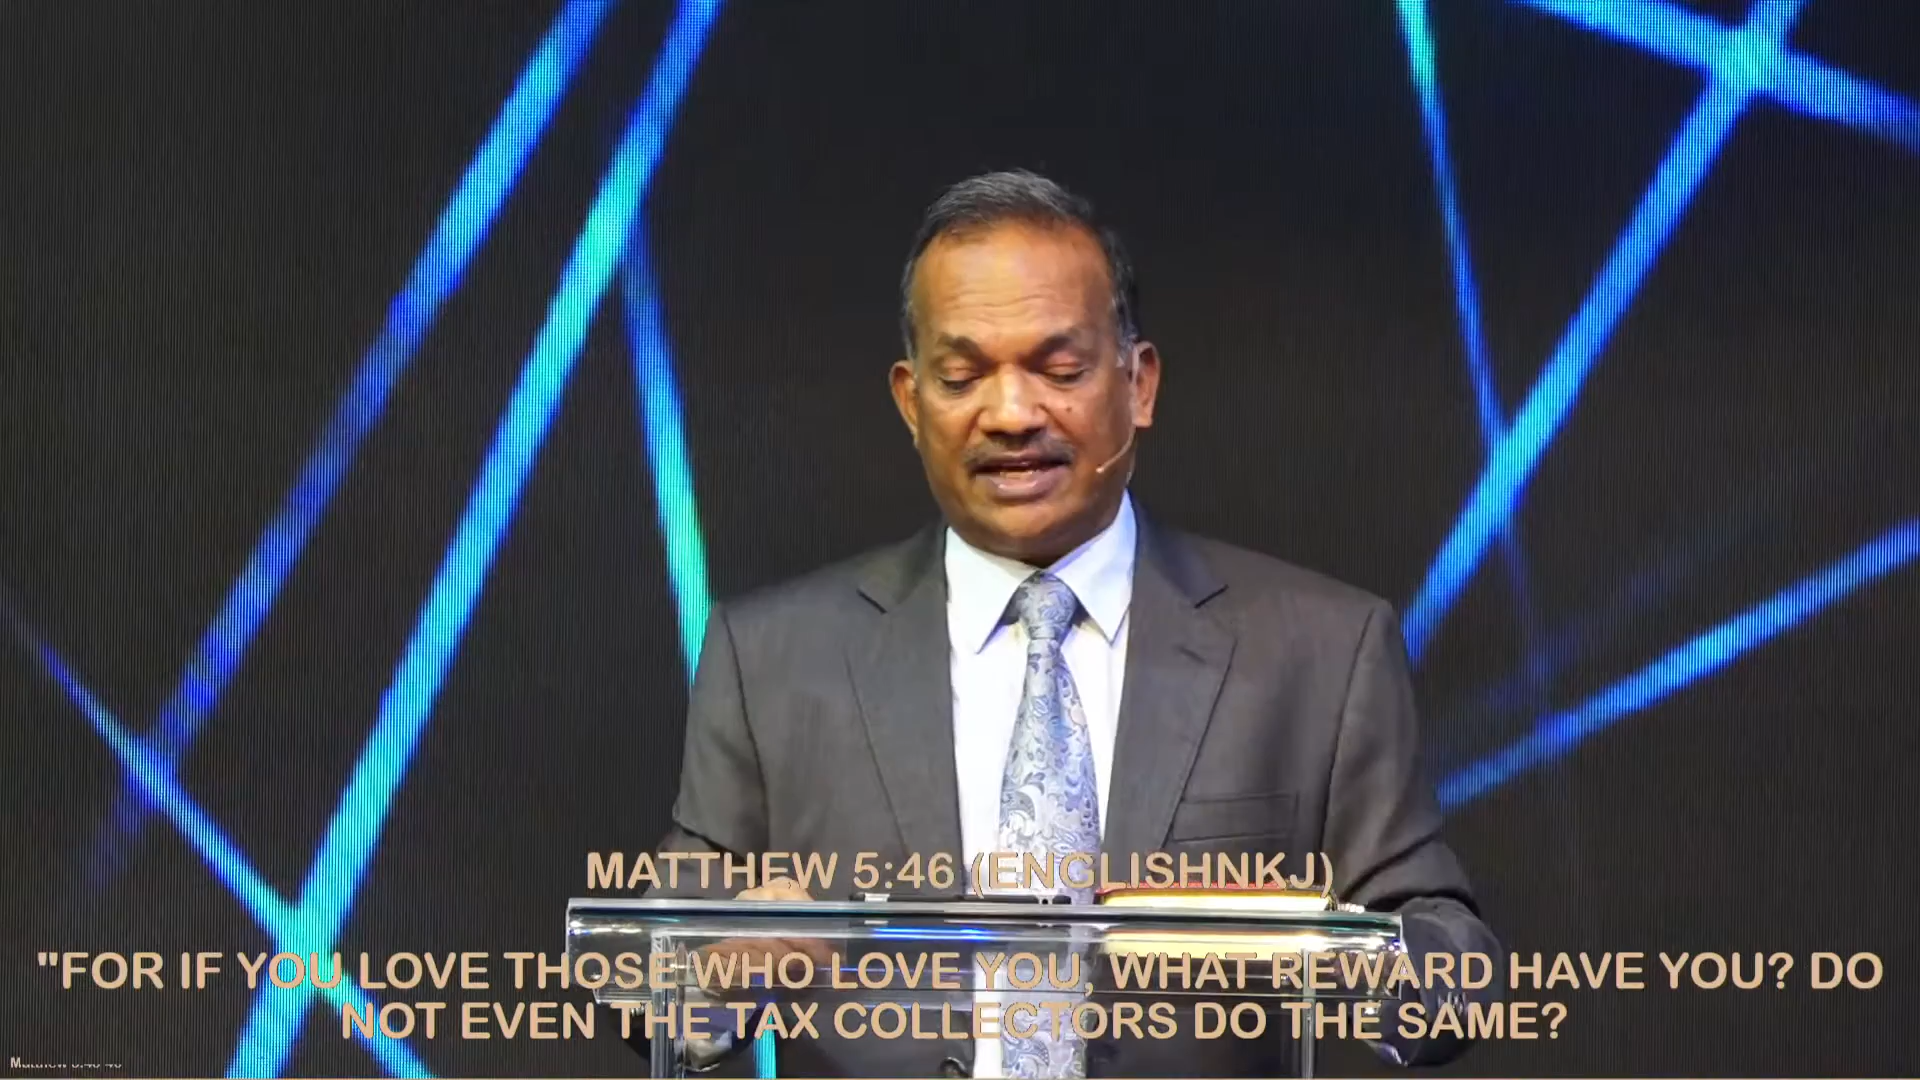 MATTHEW 5:46 (ENGLISHNKJ)
"FOR IF YOU LOVE THOSE WHO LOVE YOU, WHAT REWARD HAVE YOU? DO
NOT EVEN THE TAX COLLECTORS DO THE SAME?
Matthew